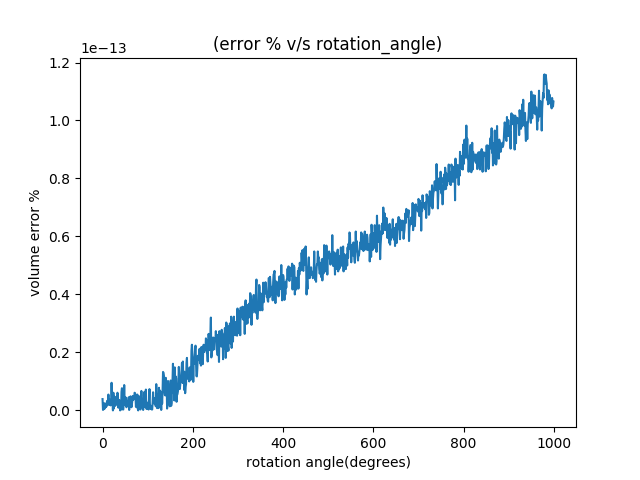 (error % v/s rotation_angle)
1e−13
1.2
1.0
0.8
0.6
0.4
0.2
0.0
volume error %
0 200 400 600 800 1000
rotation angle(degrees)